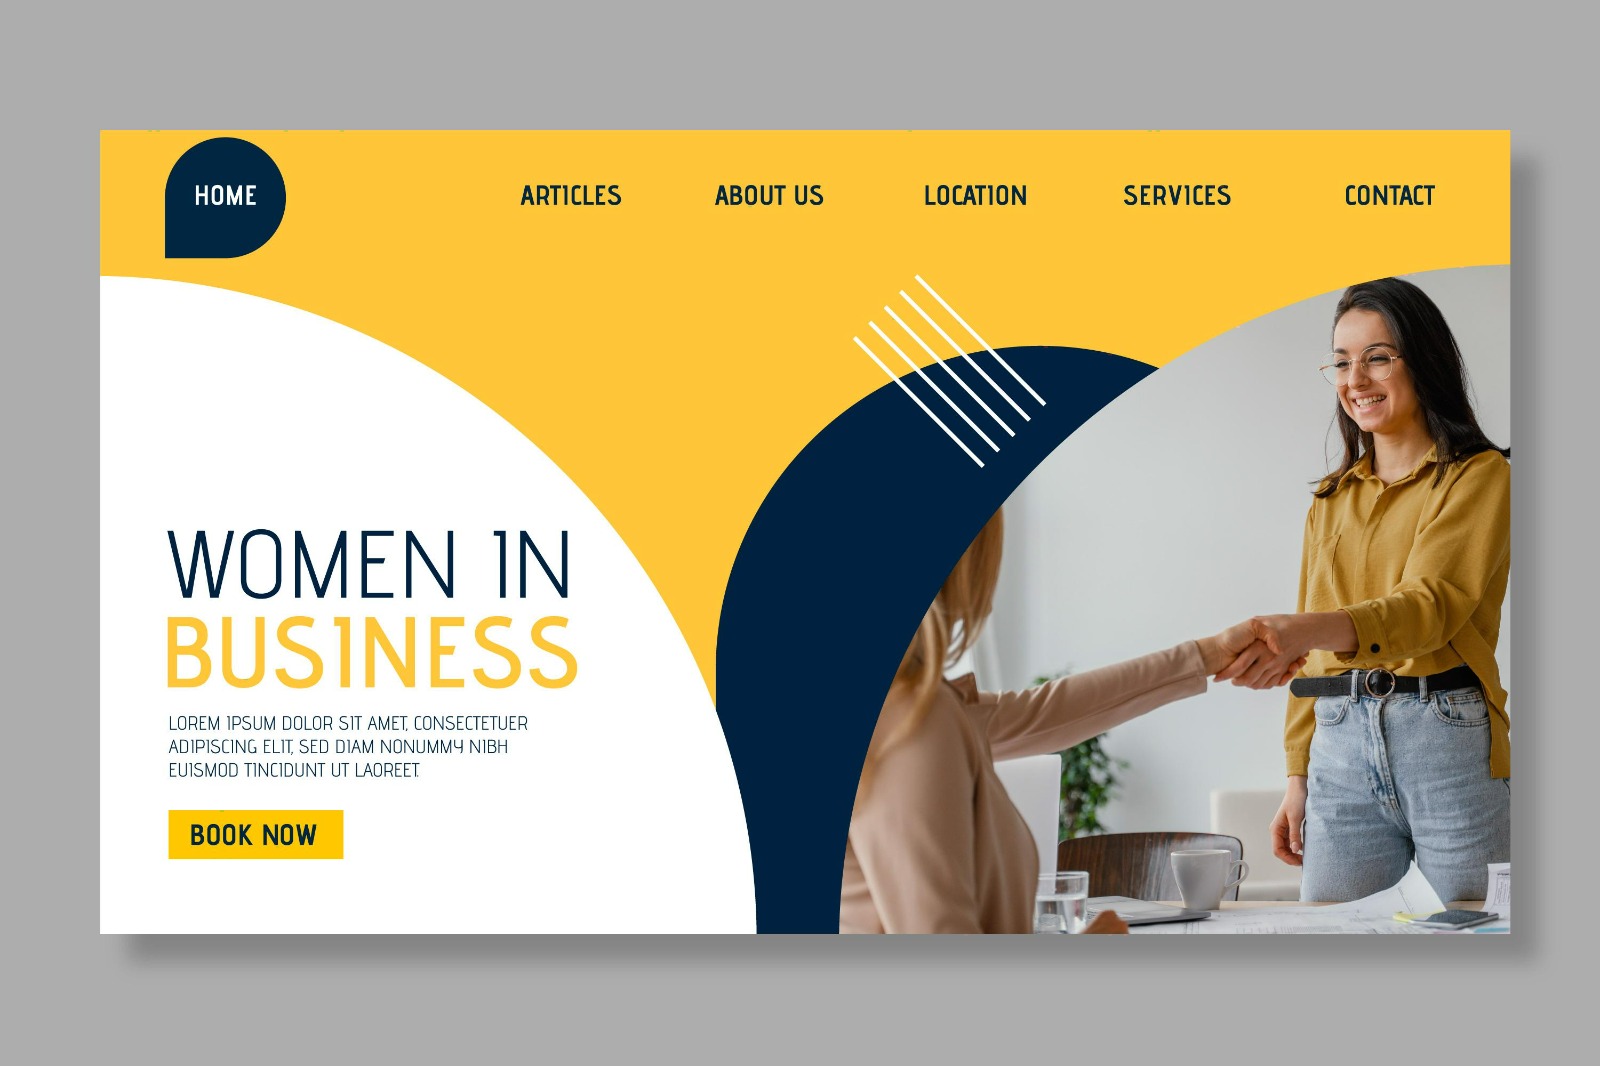 HOME
ARTICLES
ABOUT US
LOCATION
SERVICES
CONTACT
WOMEN IN
BUSINESS
LOREM IPSUM DOLOR SIT AMET, CONSECTETUER
ADIPISCING ELIT, SED DIAM NONUMMY NIBH
EUISMOD TINCIDUNT UT LAOREET
BOOK NOW